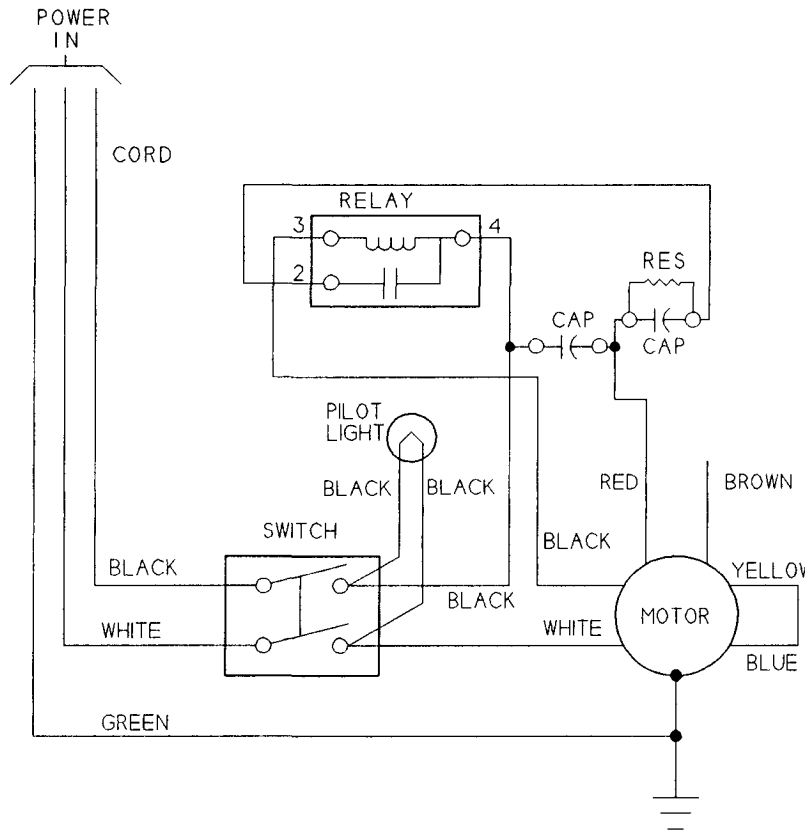 POWER
IN
CORD
RELAY
3
4
2
RES
CAP
CAP
PILOT
LIGHT
BLACK
BLACK
RED
BROWN
SWITCH
BLACK
BLACK
YELLOW
BLACK
MOTOR
WHITE
WHITE
BLUE
GREEN